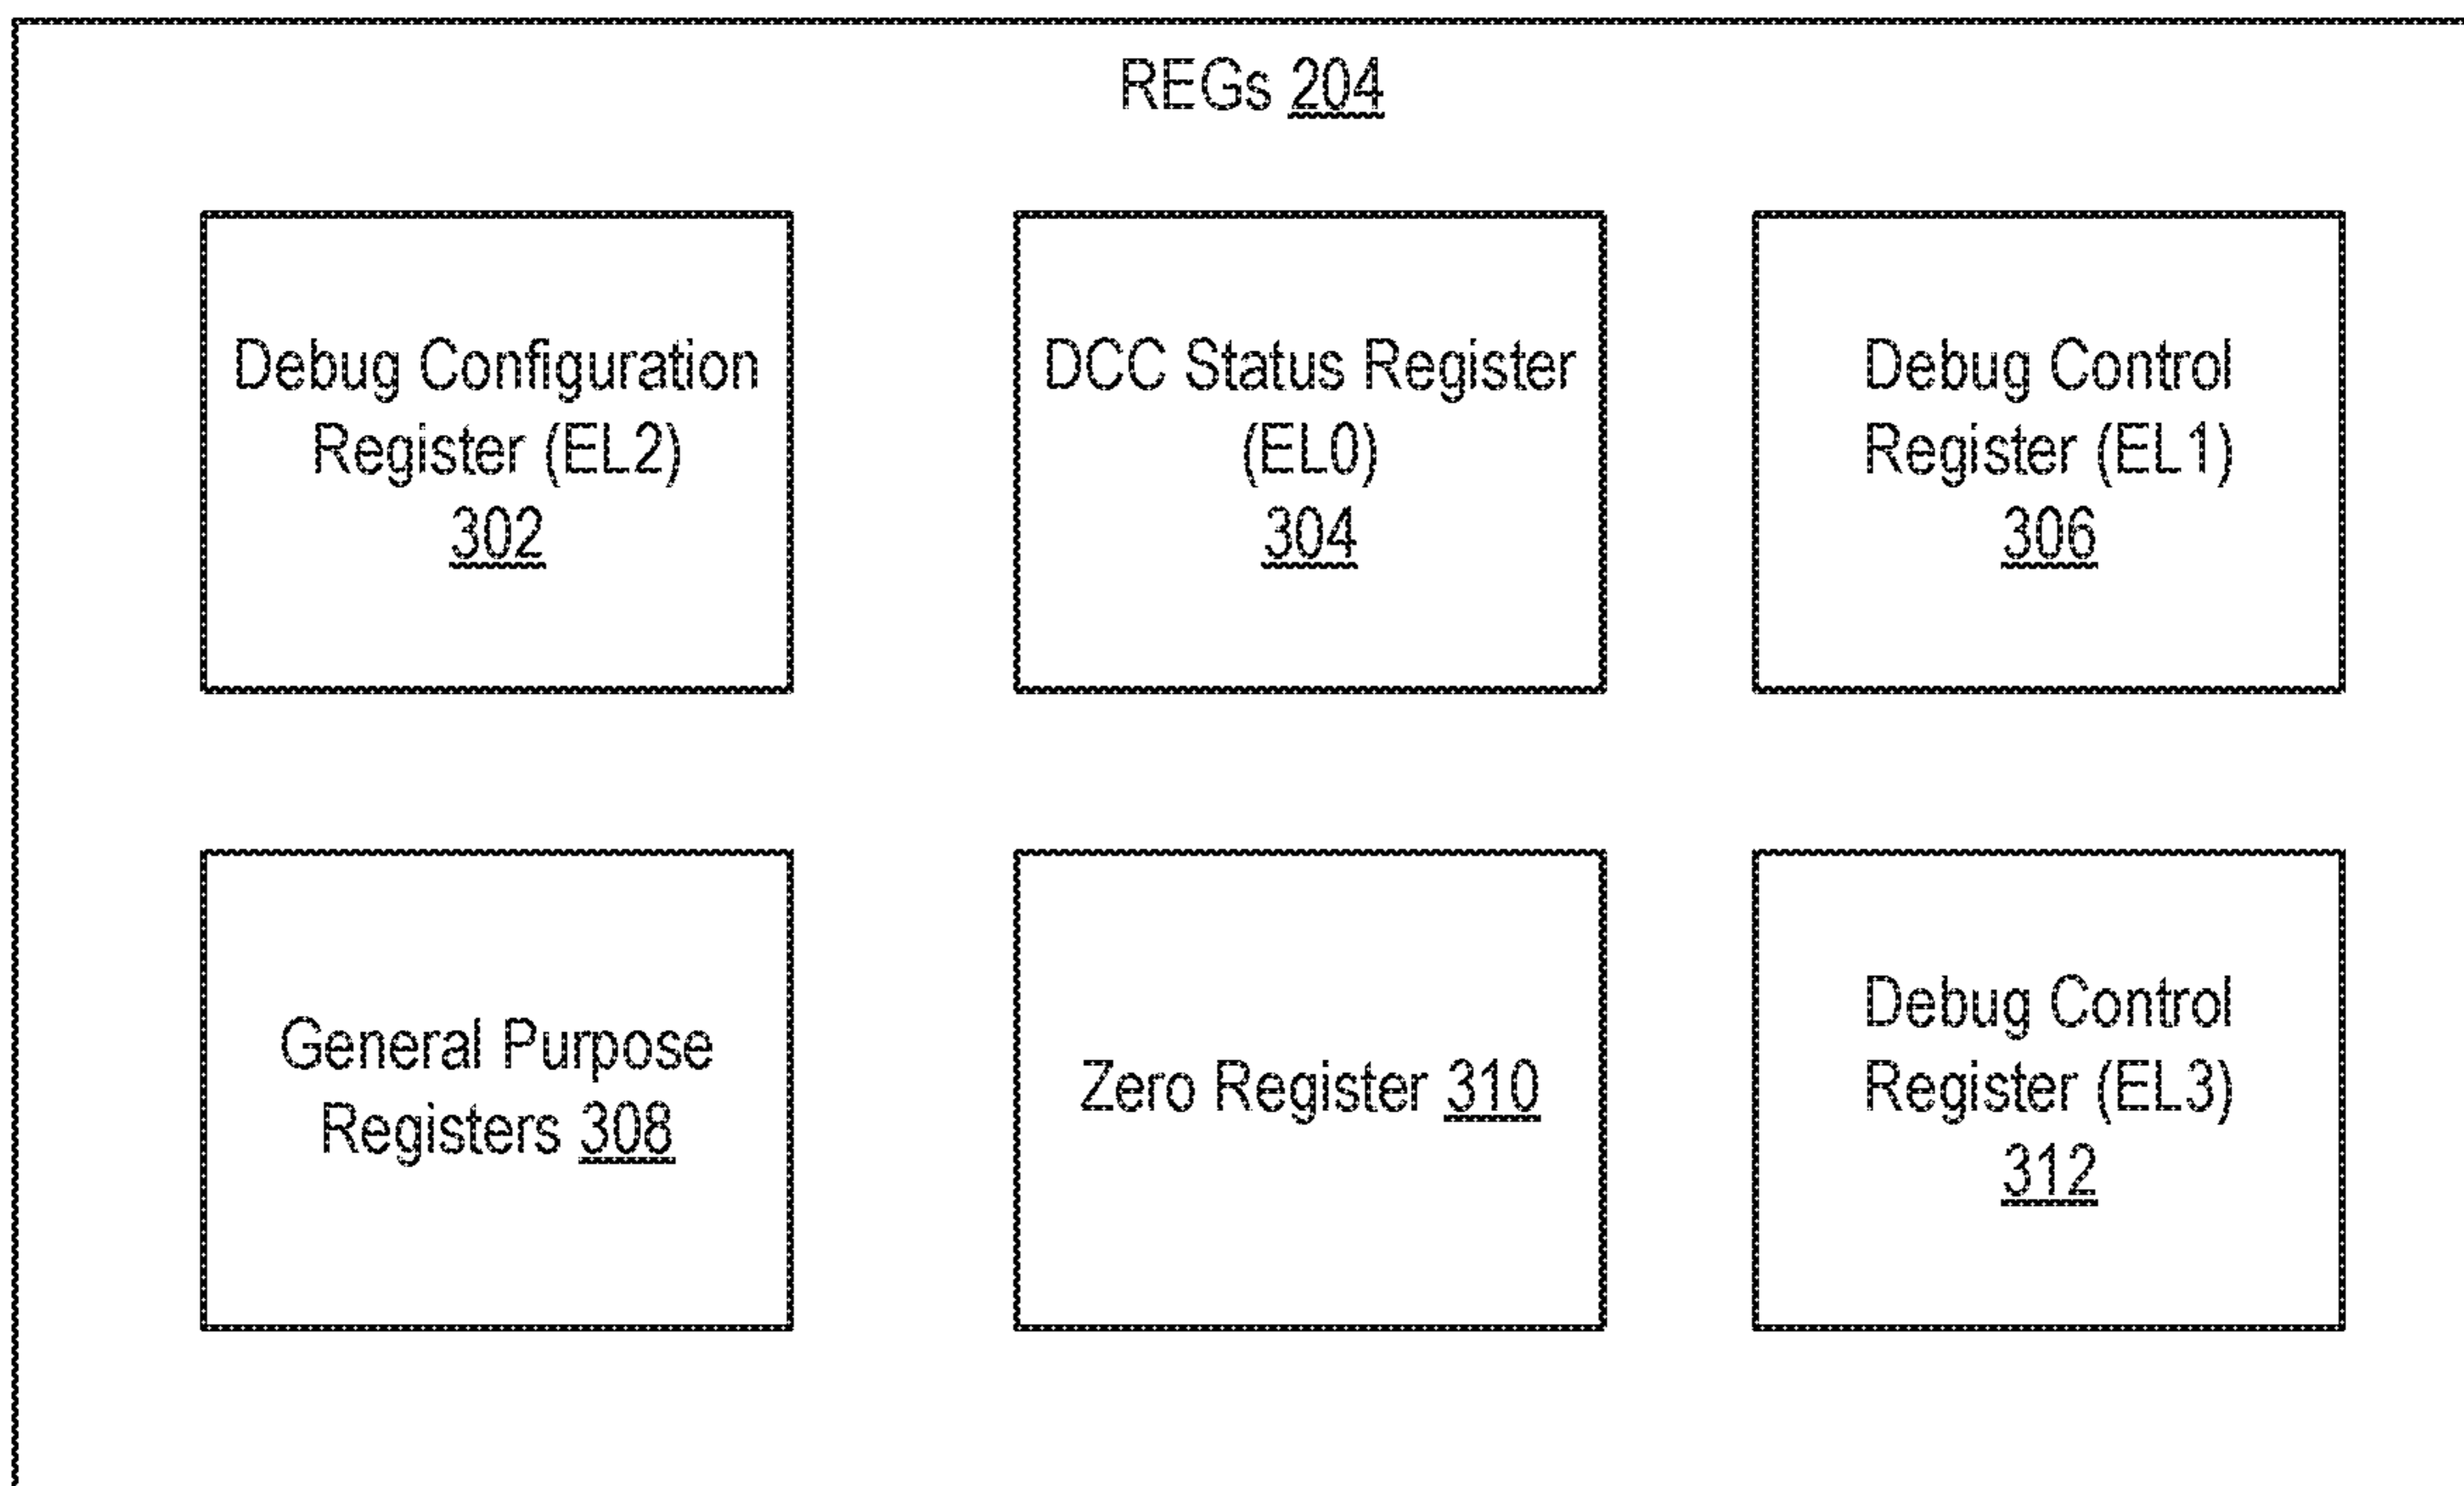 REGs 204
Debug Configuration
Register (EL2)
302
DCC Status Register
(EL0)
304
Debug Control
Register (EL1)
306
General Purpose
Registers 308
Zero Register 310
Debug Control
Register (EL3)
312